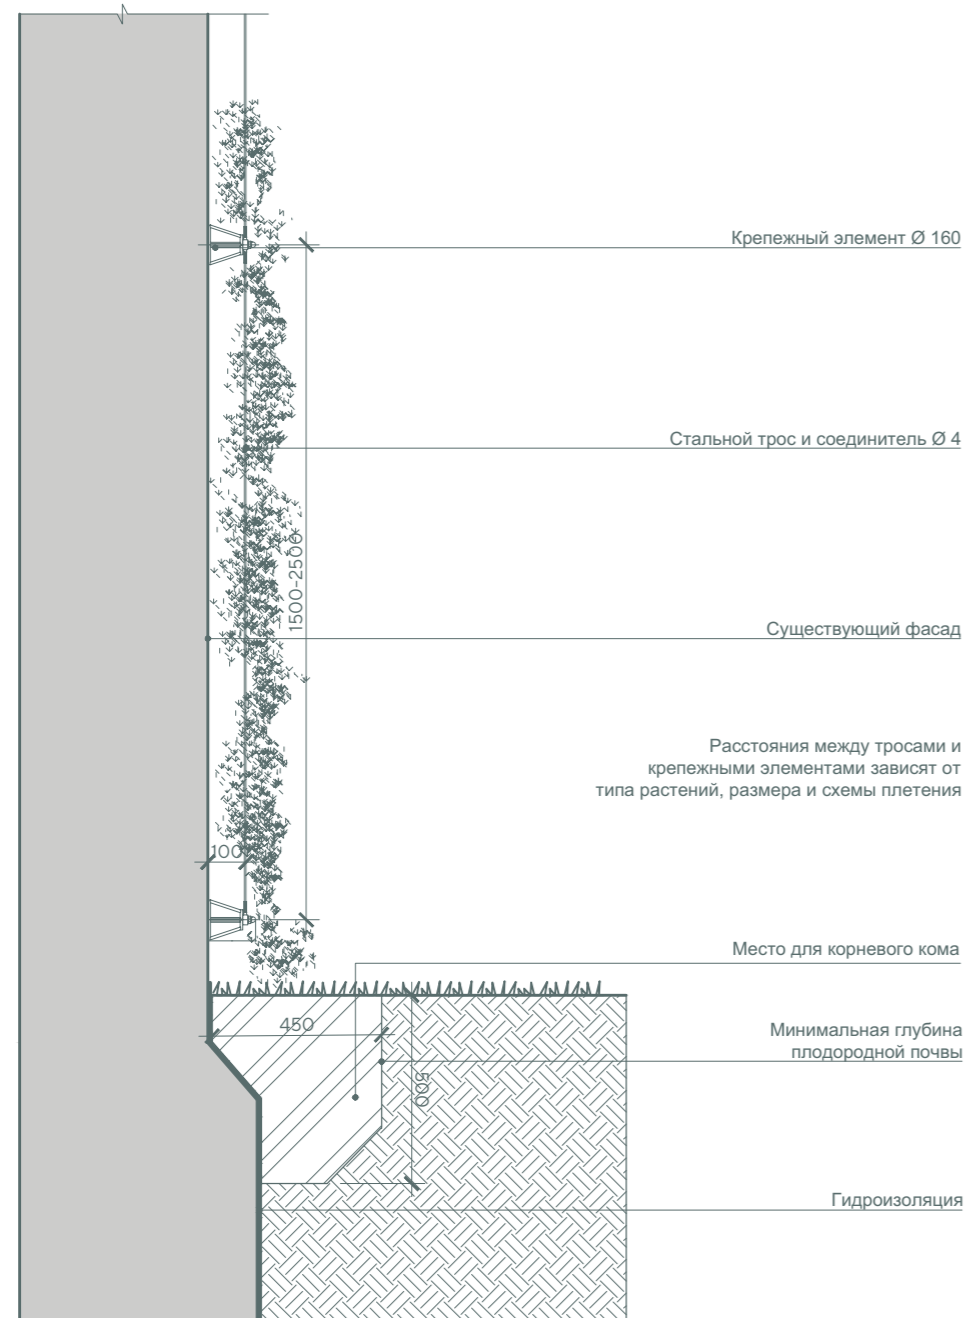 Крепежный элемент Ø 160
Стальной трос и соединитель Ø 4
1500-2500
Существующий фасад
Расстояния между тросами и
крепежными элементами зависят от
типа растений, размера и схемы плетения
100
Место для корневого кома
450
Минимальная глубина
плодородной почвы
500
Гидроизоляция